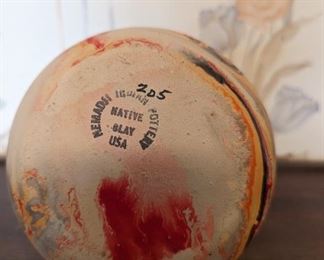 NEMADJI INDIAN POTTERY
205
NATIVE
CLAY
USA